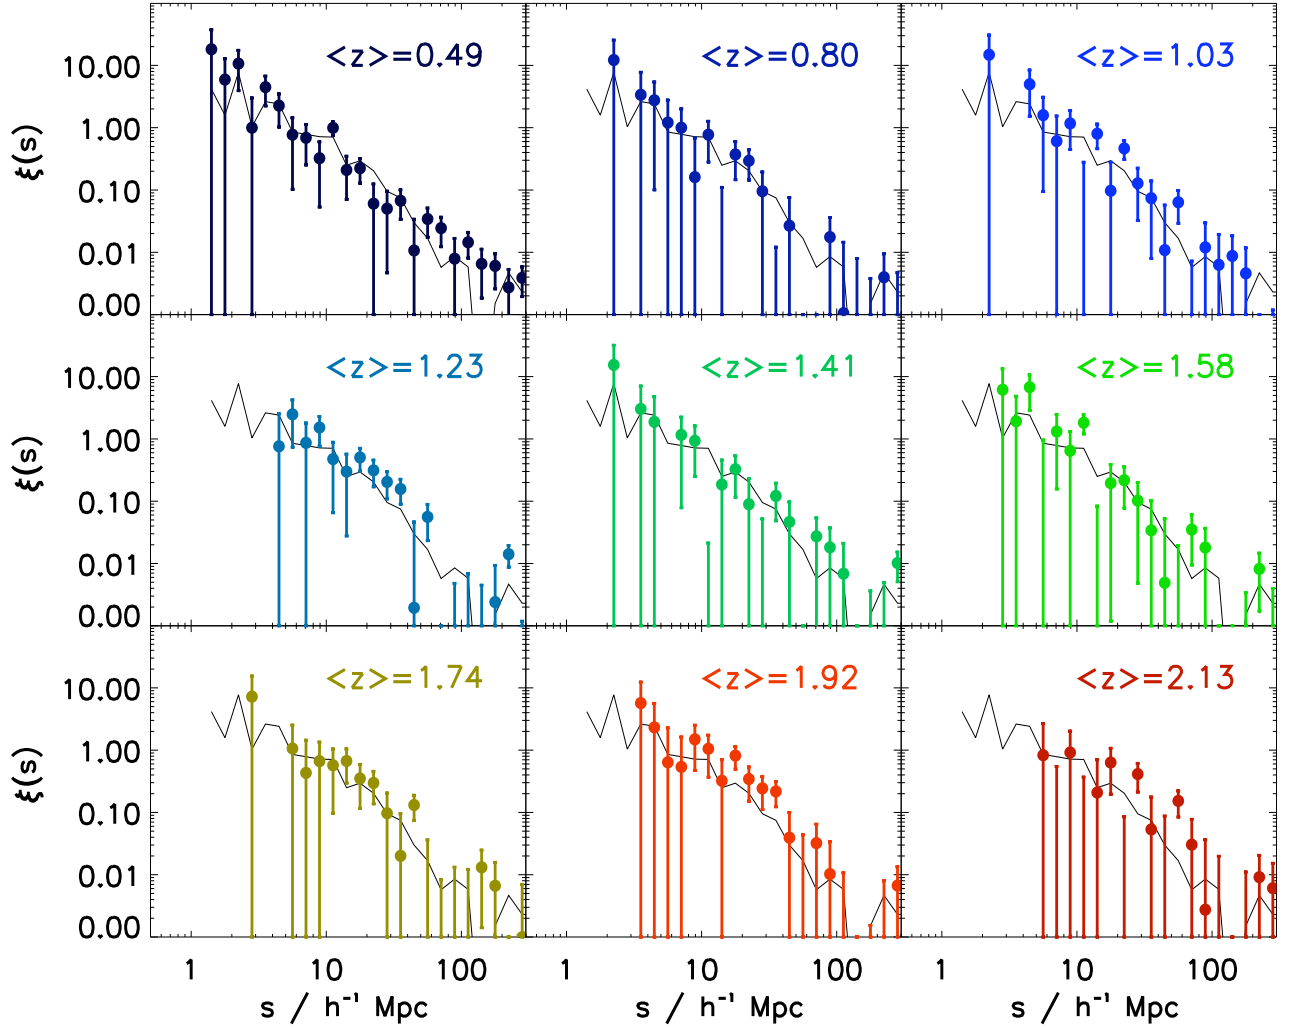 <z>=0.49
<z>=0.80
<z>=1.03
ξ(s)
10.00
1.00
0.10
0.01
0.00
<z>=1.23
<z>=1.41
<z>=1.58
ξ(s)
10.00
1.00
0.10
0.01
0.00
<z>=1.74
<z>=1.92
<z>=2.13
ξ(s)
10.00
1.00
0.10
0.01
0.00
1 10 100 1 10 100 1 10 100
s / h⁻¹ Mpc s / h⁻¹ Mpc s / h⁻¹ Mpc